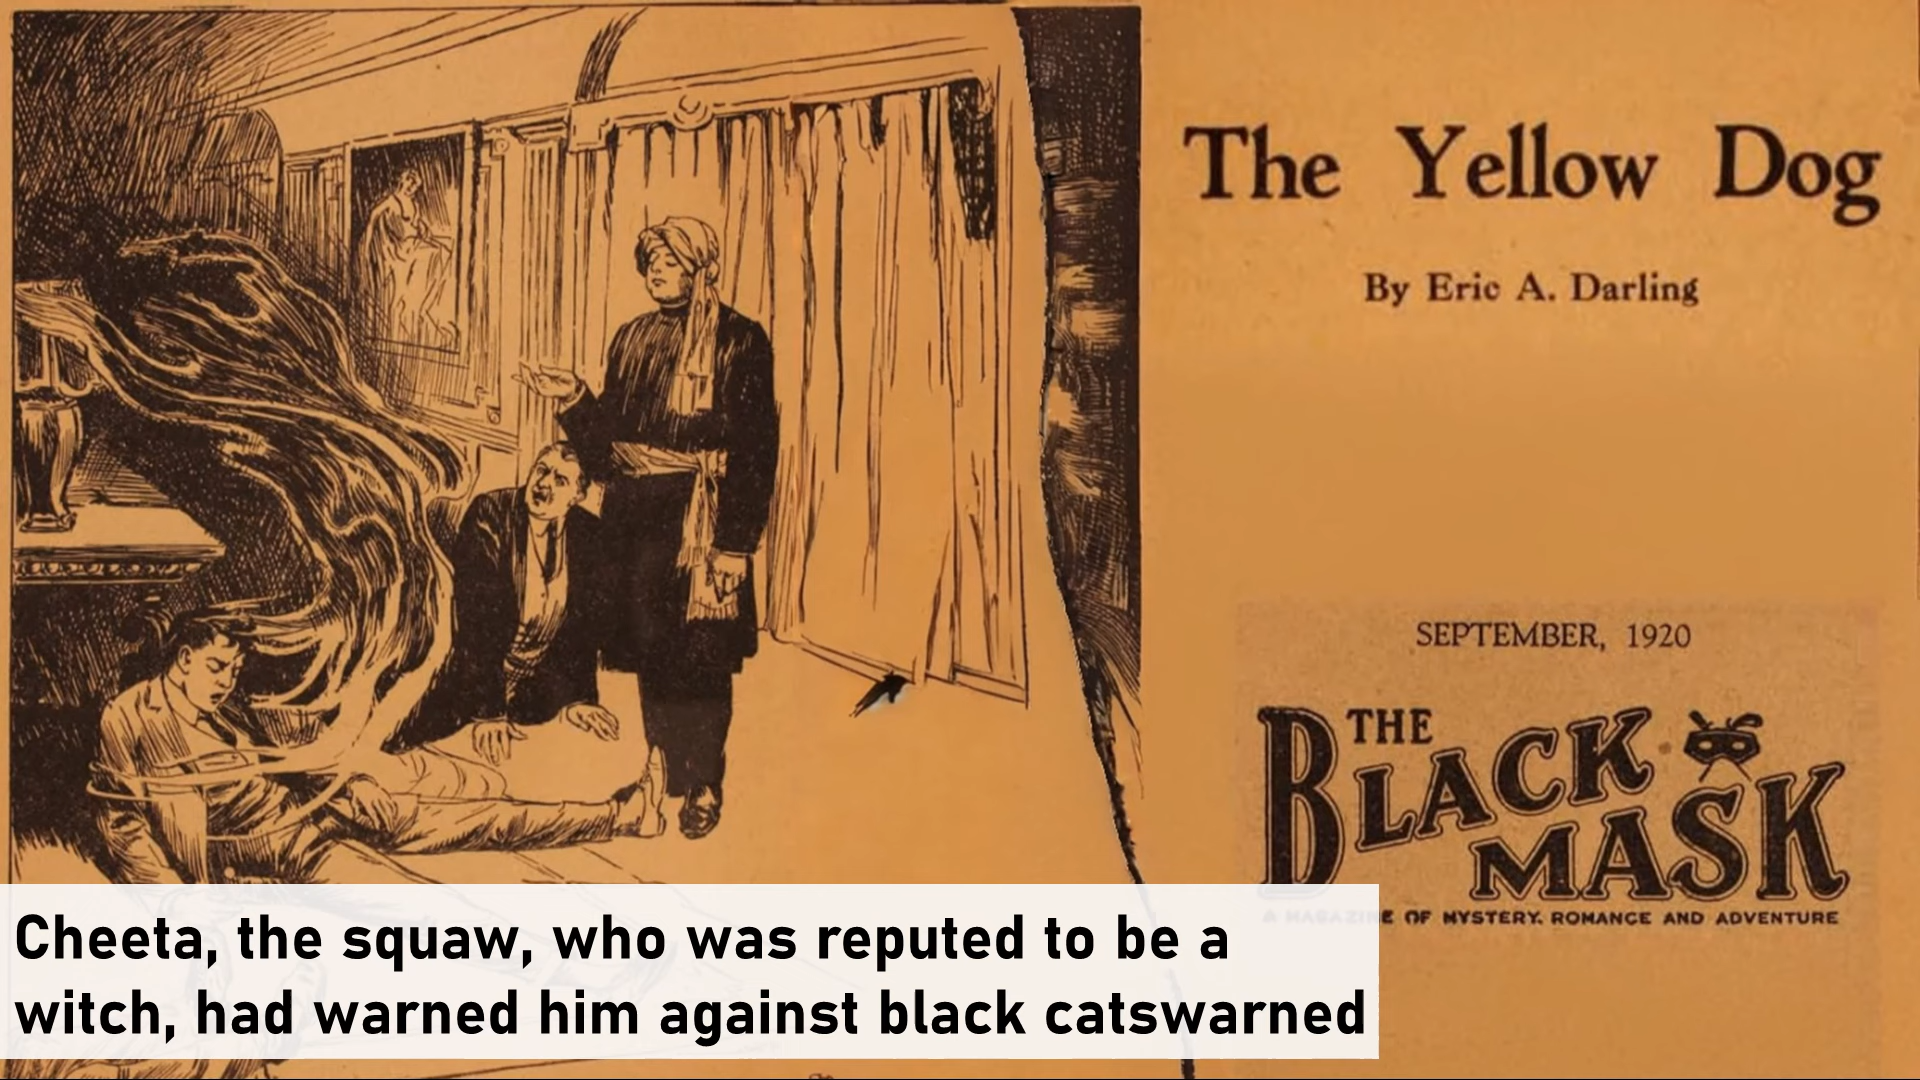 The Yellow Dog
By Eric A. Darling
SEPTEMBER, 1920
THE
BLACK
MASK
A MAGAZINE OF MYSTERY, ROMANCE AND ADVENTURE
Cheeta, the squaw, who was reputed to be a
witch, had warned him against black catswarned